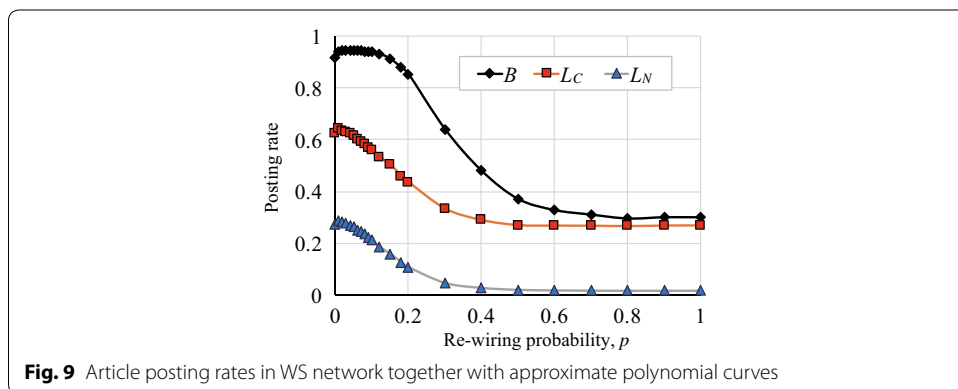 1
0.8
0.6
0.4
0.2
0
Posting rate
B L_C L_N
0 0.2 0.4 0.6 0.8 1
Re-wiring probability, p
Fig. 9 Article posting rates in WS network together with approximate polynomial curves